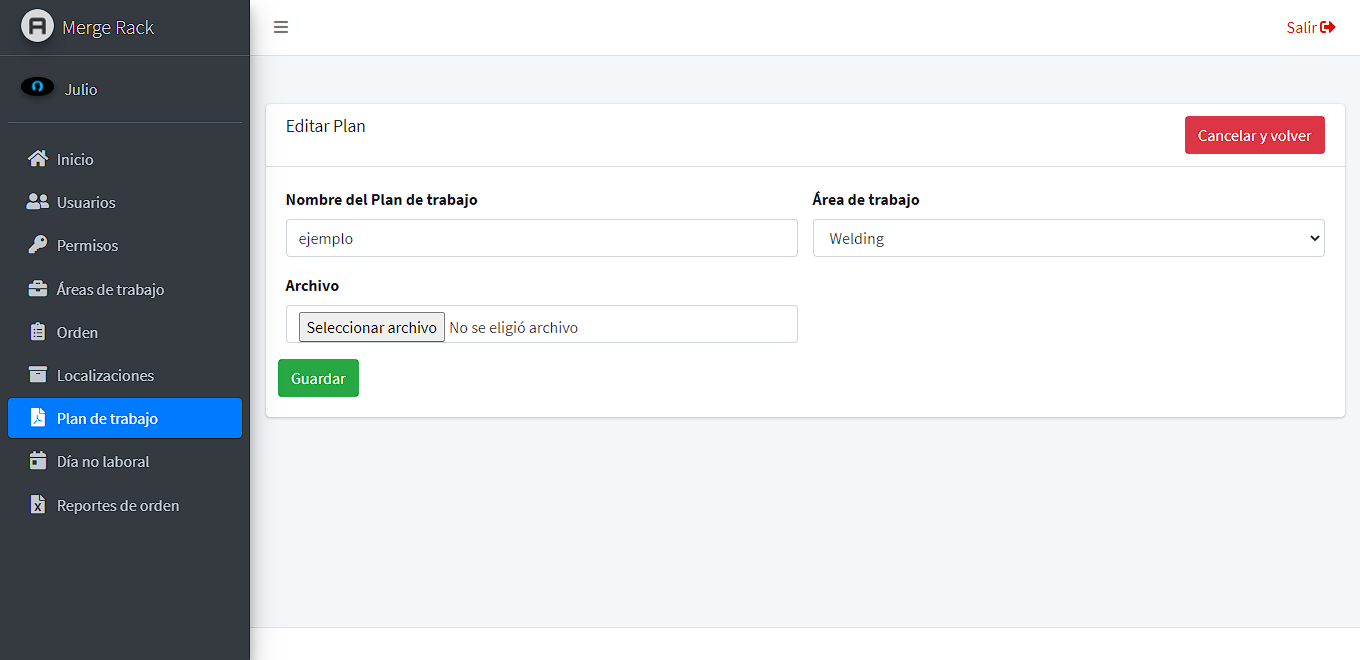 Merge Rack
Salir
Julio
Inicio
Usuarios
Permisos
Áreas de trabajo
Orden
Localizaciones
Plan de trabajo
Día no laboral
Reportes de orden
Editar Plan
Cancelar y volver
Nombre del Plan de trabajo
Área de trabajo
ejemplo
Welding
Archivo
Seleccionar archivo No se eligió archivo
Guardar